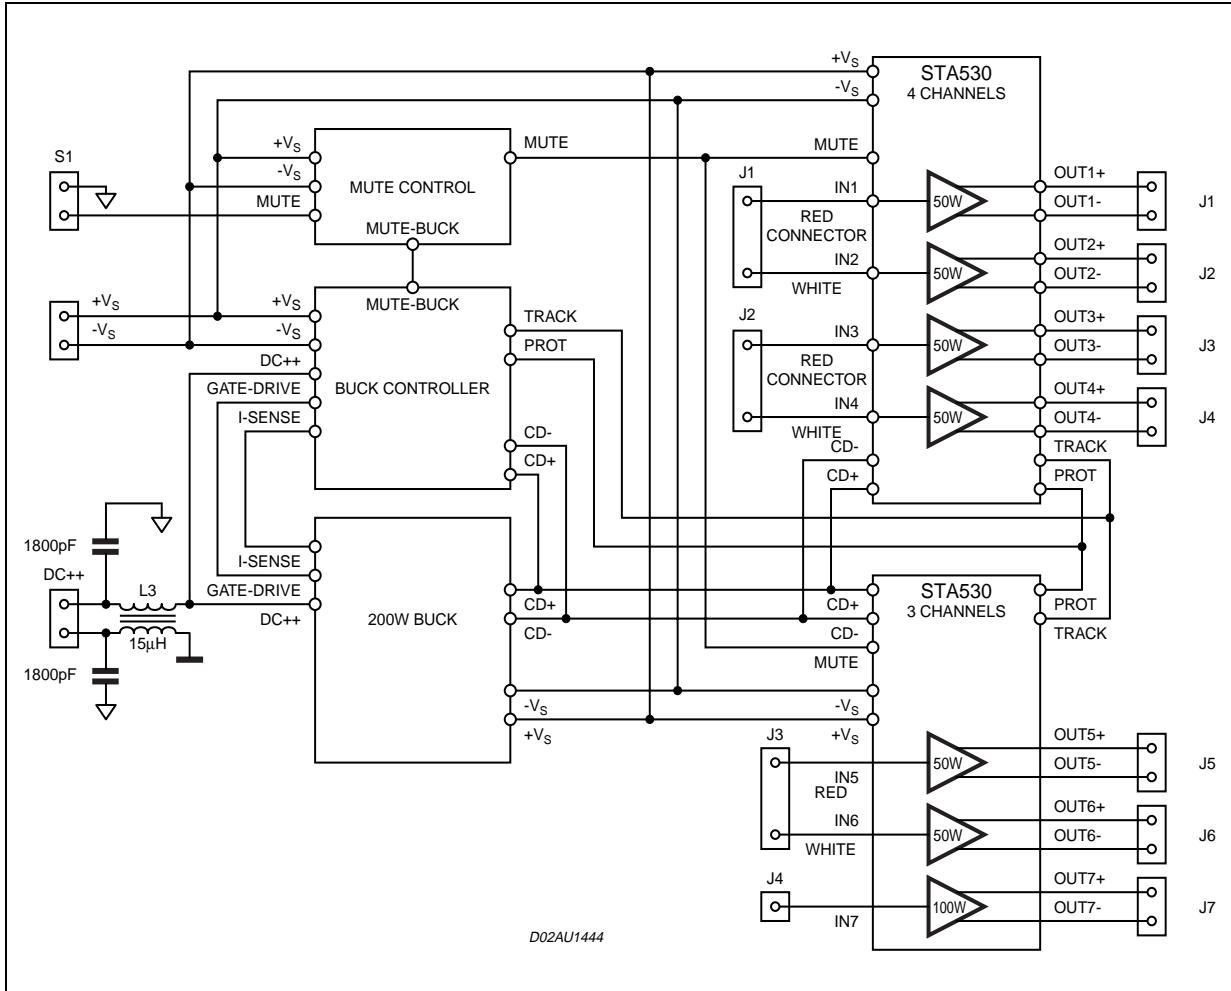 +VS
-VS
STA530
4 CHANNELS
S1
+VS
-VS
MUTE
MUTE CONTROL
MUTE-BUCK
MUTE
MUTE
J1
IN1
RED
CONNECTOR
IN2
WHITE
50W
50W
OUT1+
OUT1-
J1
OUT2+
OUT2-
J2
+VS
-VS
+VS
-VS
DC++
GATE-DRIVE
I-SENSE
MUTE-BUCK
BUCK CONTROLLER
TRACK
PROT
CD-
CD+
J2
IN3
RED
CONNECTOR
IN4
WHITE
CD-
CD+
50W
50W
OUT3+
OUT3-
J3
OUT4+
OUT4-
J4
TRACK
PROT
1800pF
DC++
L3
15µH
1800pF
I-SENSE
GATE-DRIVE
DC++
200W BUCK
CD+
CD-
-VS
+VS
CD+
CD-
MUTE
-VS
+VS
STA530
3 CHANNELS
PROT
TRACK
J3
IN5
RED
IN6
WHITE
J4
IN7
50W
50W
100W
OUT5+
OUT5-
J5
OUT6+
OUT6-
J6
OUT7+
OUT7-
J7
D02AU1444